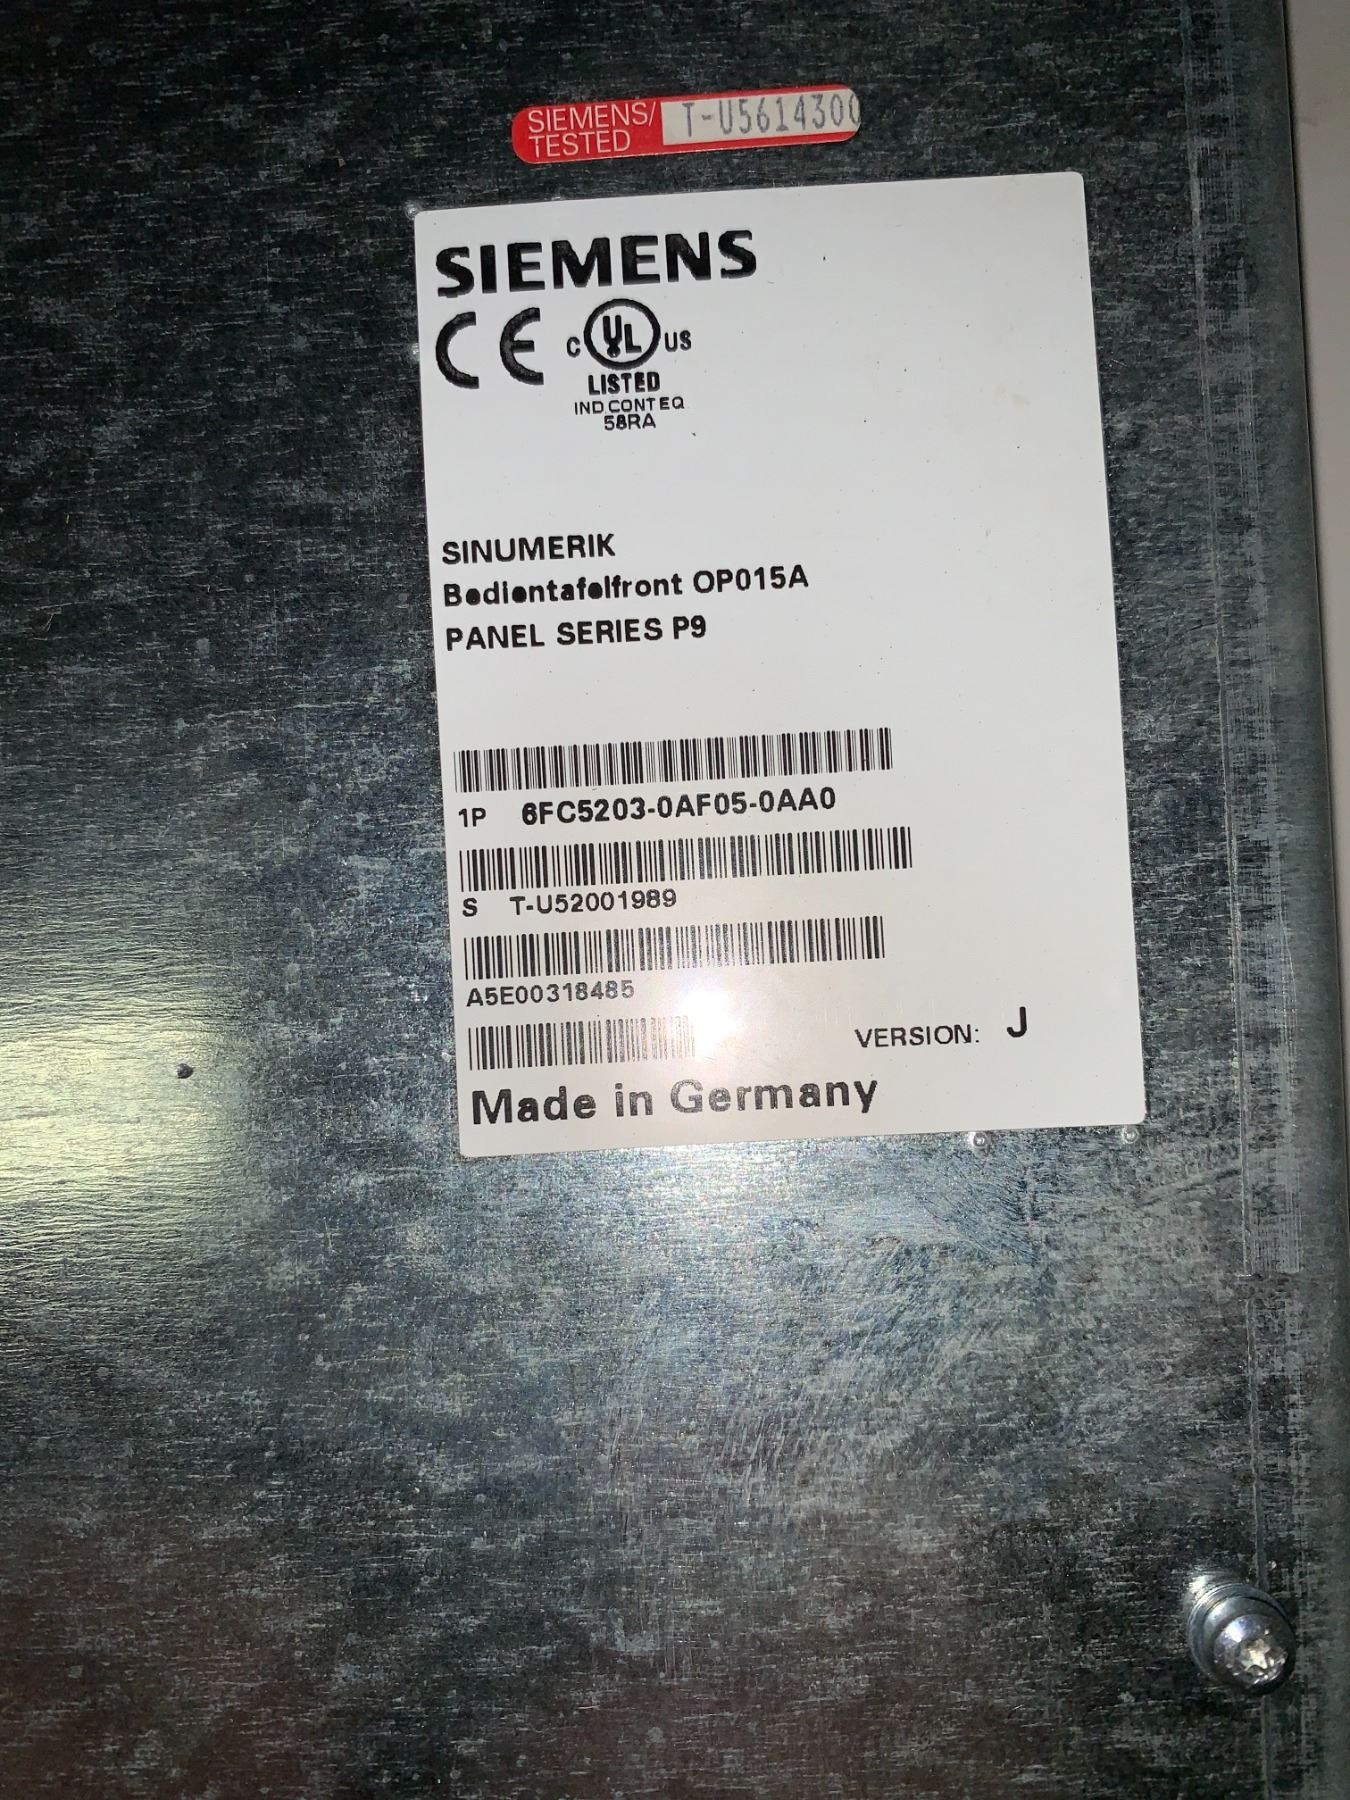 SIEMENS/ T-U5614300
TESTED
SIEMENS
CE C UL US
LISTED
IND CONT EQ
58RA
SINUMERIK
Bedientafelfront OP015A
PANEL SERIES P9
1P 6FC5203-0AF05-0AA0
S T-U52001989
A5E00318485
VERSION: J
Made in Germany